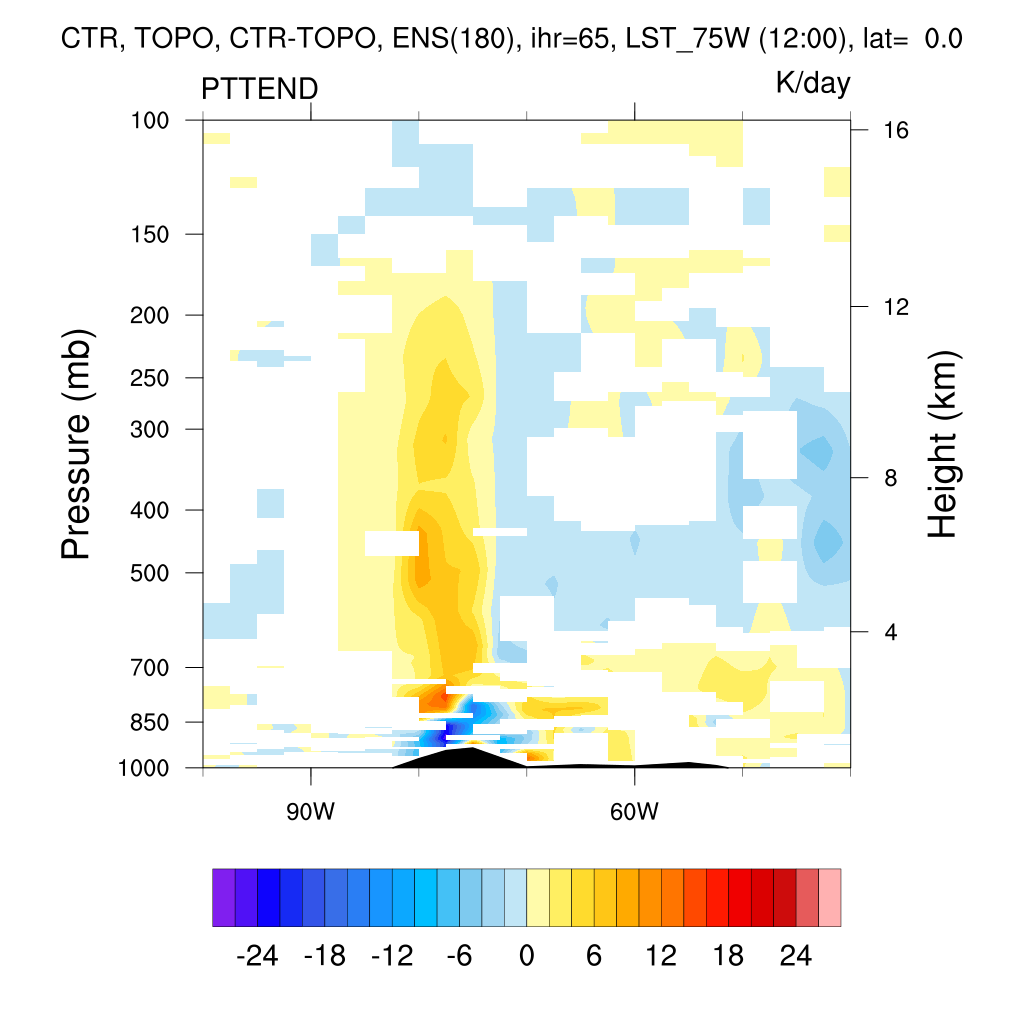 CTR, TOPO, CTR-TOPO, ENS(180), ihr=65, LST_75W (12:00), lat= 0.0
PTTEND K/day
100
150
200
250
300
400
500
700
850
1000
Pressure (mb)
16
12
8
4
Height (km)
90W 60W
-24 -18 -12 -6 0 6 12 18 24